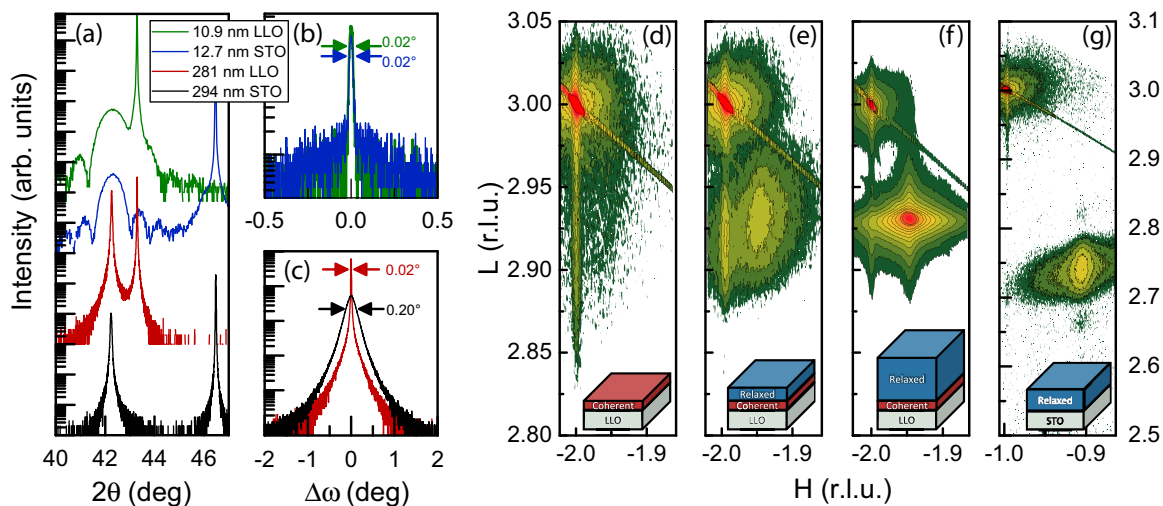 (a)
10.9 nm LLO
12.7 nm STO
281 nm LLO
294 nm STO
Intensity (arb. units)
40 42 44 46
2θ (deg)
(b)
0.02°
0.02°
-0.5 0.0 0.5
(c)
0.02°
0.20°
-2 -1 0 1 2
Δω (deg)
L (r.l.u.)
3.05
3.00
2.95
2.90
2.85
2.80
(d)
Coherent
LLO
-2.0 -1.9
(e)
Relaxed
Coherent
LLO
-2.0 -1.9
(f)
Relaxed
Coherent
LLO
-2.0 -1.9
(g)
Relaxed
STO
-1.0 -0.9
3.1
3.0
2.9
2.8
2.7
2.6
2.5
H (r.l.u.)